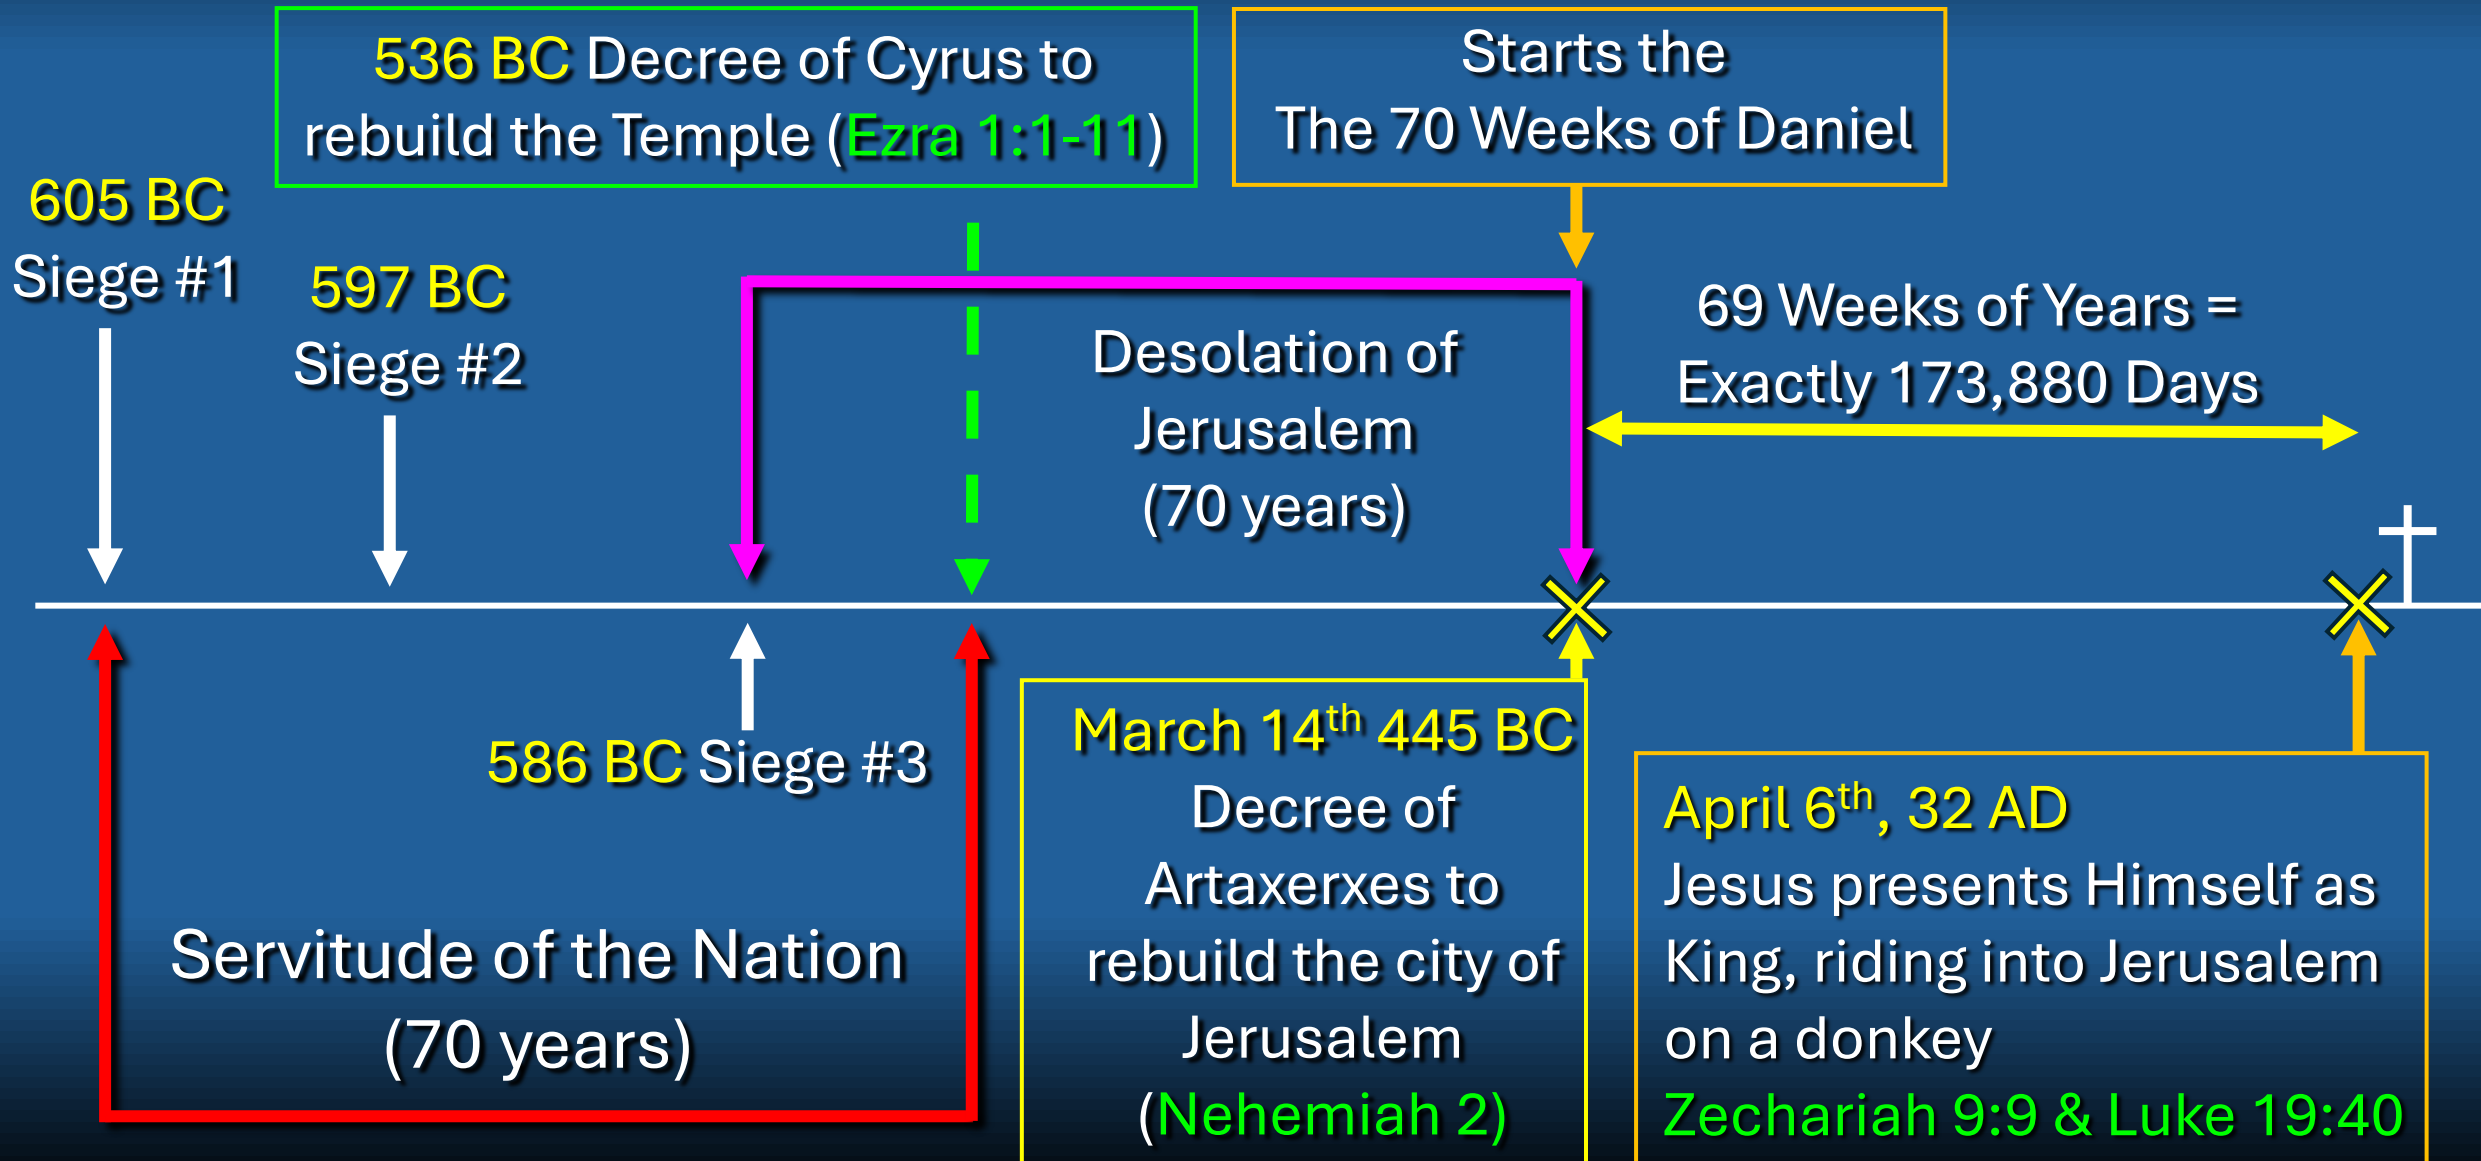 536 BC Decree of Cyrus to
rebuild the Temple (Ezra 1:1-11)
Starts the
The 70 Weeks of Daniel
605 BC
Siege #1
597 BC
Siege #2
Desolation of
Jerusalem
(70 years)
69 Weeks of Years =
Exactly 173,880 Days
586 BC Siege #3
Servitude of the Nation
(70 years)
March 14th 445 BC
Decree of
Artaxerxes to
rebuild the city of
Jerusalem
(Nehemiah 2)
April 6th, 32 AD
Jesus presents Himself as
King, riding into Jerusalem
on a donkey
Zechariah 9:9 & Luke 19:40